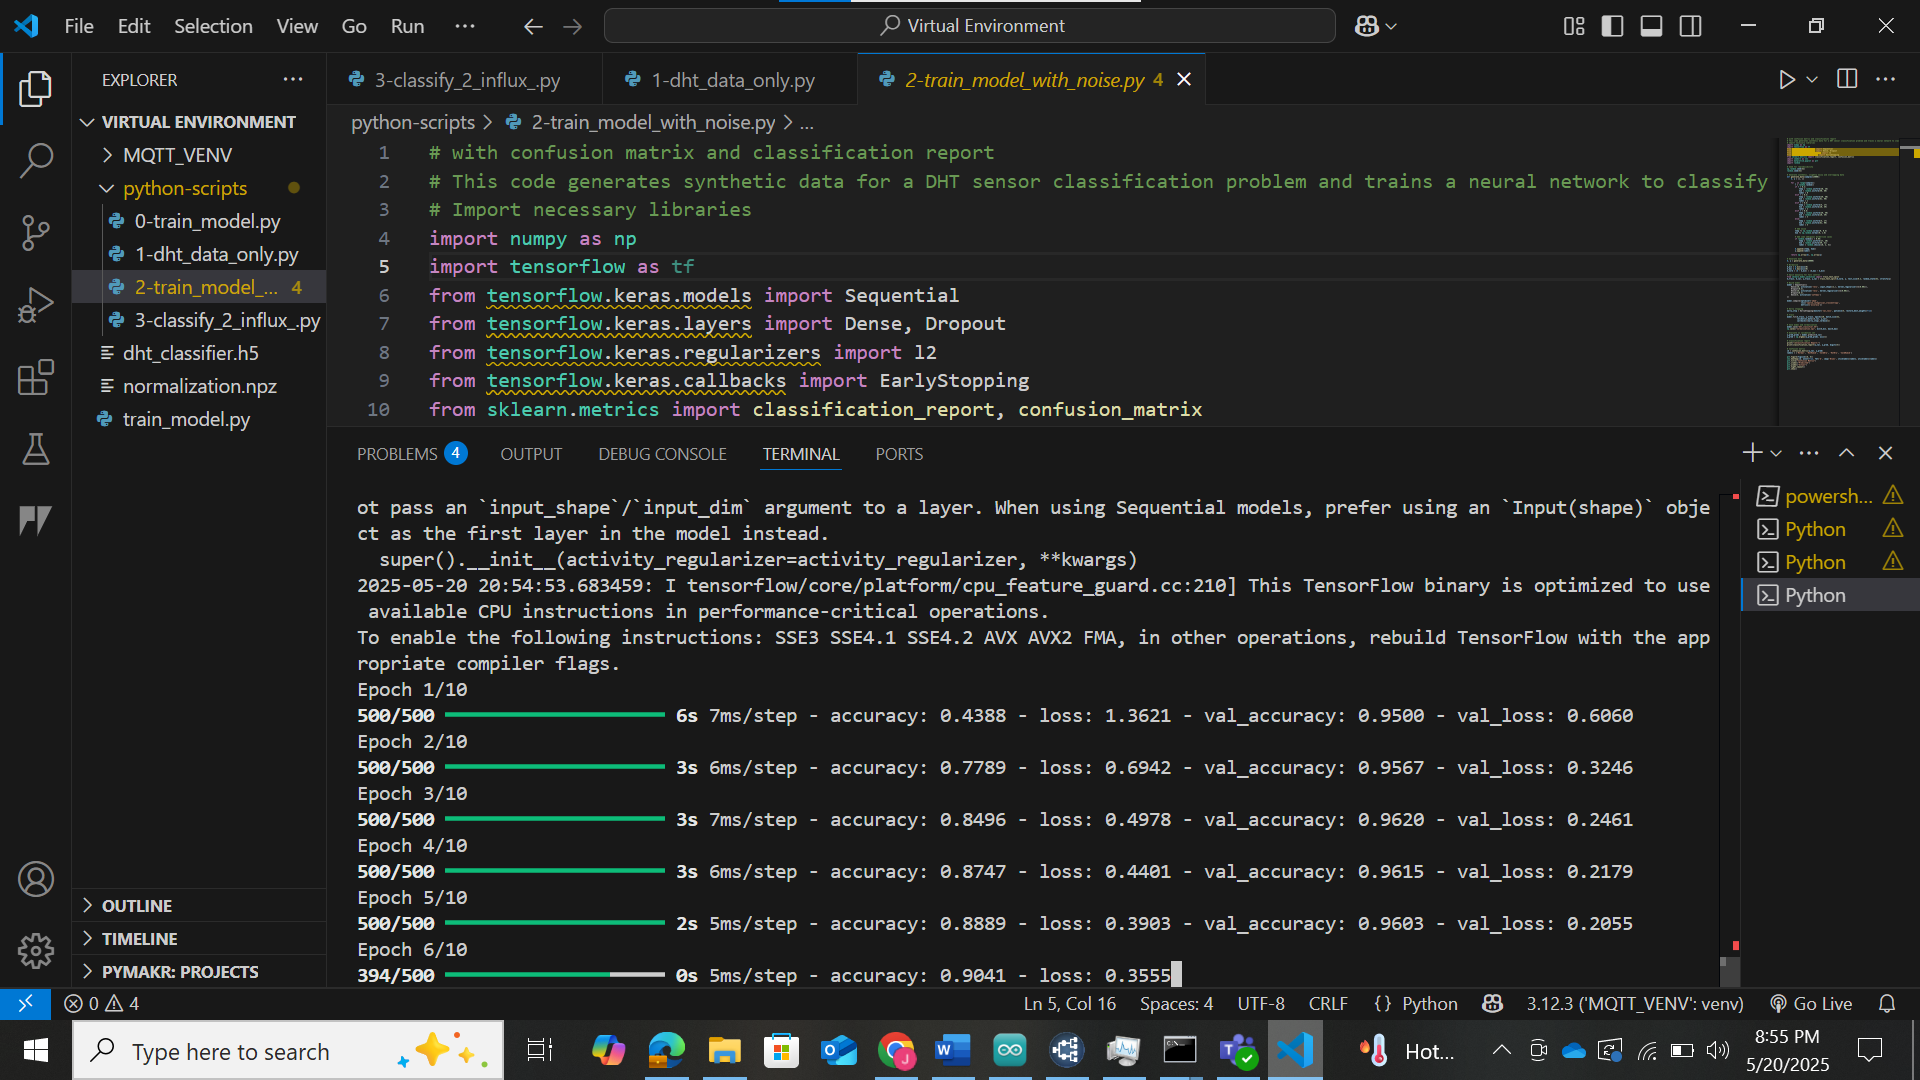 File Edit Selection View Go Run ···
Virtual Environment
EXPLORER
VIRTUAL ENVIRONMENT
MQTT_VENV
python-scripts
0-train_model.py
1-dht_data_only.py
2-train_model_... 4
3-classify_2_influx_.py
dht_classifier.h5
normalization.npz
train_model.py
OUTLINE
TIMELINE
PYMAKR: PROJECTS
3-classify_2_influx_.py
1-dht_data_only.py
2-train_model_with_noise.py 4
python-scripts > 2-train_model_with_noise.py > ...
1 # with confusion matrix and classification report
2 # This code generates synthetic data for a DHT sensor classification problem and trains a neural network to classify
3 # Import necessary libraries
4 import numpy as np
5 import tensorflow as tf
6 from tensorflow.keras.models import Sequential
7 from tensorflow.keras.layers import Dense, Dropout
8 from tensorflow.keras.regularizers import l2
9 from tensorflow.keras.callbacks import EarlyStopping
10 from sklearn.metrics import classification_report, confusion_matrix
PROBLEMS 4 OUTPUT DEBUG CONSOLE TERMINAL PORTS
ot pass an `input_shape`/`input_dim` argument to a layer. When using Sequential models, prefer using an `Input(shape)` obje
ct as the first layer in the model instead.
super().__init__(activity_regularizer=activity_regularizer, **kwargs)
2025-05-20 20:54:53.683459: I tensorflow/core/platform/cpu_feature_guard.cc:210] This TensorFlow binary is optimized to use
available CPU instructions in performance-critical operations.
To enable the following instructions: SSE3 SSE4.1 SSE4.2 AVX AVX2 FMA, in other operations, rebuild TensorFlow with the app
ropriate compiler flags.
Epoch 1/10
500/500 6s 7ms/step - accuracy: 0.4388 - loss: 1.3621 - val_accuracy: 0.9500 - val_loss: 0.6060
Epoch 2/10
500/500 3s 6ms/step - accuracy: 0.7789 - loss: 0.6942 - val_accuracy: 0.9567 - val_loss: 0.3246
Epoch 3/10
500/500 3s 7ms/step - accuracy: 0.8496 - loss: 0.4978 - val_accuracy: 0.9620 - val_loss: 0.2461
Epoch 4/10
500/500 3s 6ms/step - accuracy: 0.8747 - loss: 0.4401 - val_accuracy: 0.9615 - val_loss: 0.2179
Epoch 5/10
500/500 2s 5ms/step - accuracy: 0.8889 - loss: 0.3903 - val_accuracy: 0.9603 - val_loss: 0.2055
Epoch 6/10
394/500 0s 5ms/step - accuracy: 0.9041 - loss: 0.3555
powersh...
Python
Python
Python
0 4
Ln 5, Col 16 Spaces: 4 UTF-8 CRLF {} Python 3.12.3 ('MQTT_VENV': venv) Go Live
Type here to search
Hot...
8:55 PM
5/20/2025